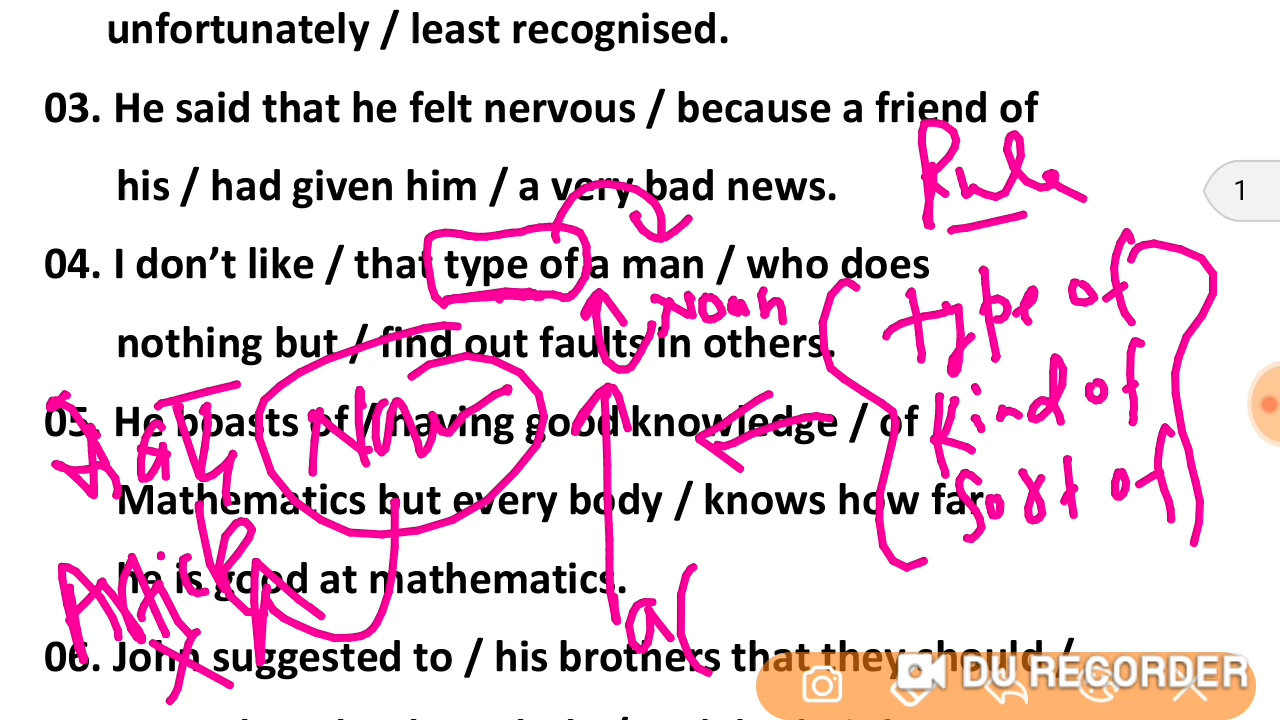 unfortunately / least recognised.
03. He said that he felt nervous / because a friend of
his / had given him / a very bad news.
Rule
1
04. I don't like / that type of a man / who does
Noun
type of
nothing but / find out faults in others.
kind of
05. He boasts of / having good knowledge / of
Noun
sort of
Mathematics but every body / knows how far
Article
he is good at mathematics.
X
a
06. John suggested to / his brothers that they should /
DU RECORDER